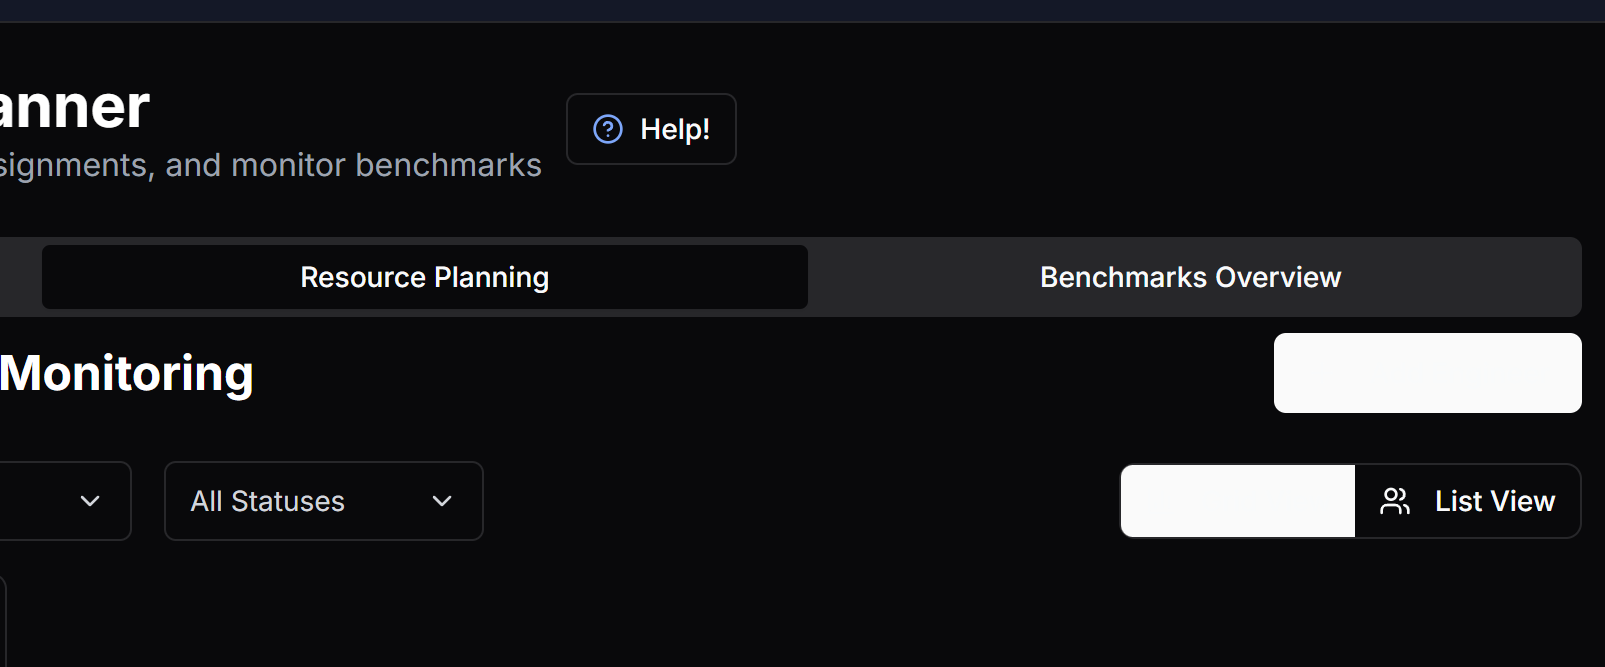 anner
signments, and monitor benchmarks
Help!
Resource Planning
Benchmarks Overview
Monitoring
All Statuses
List View